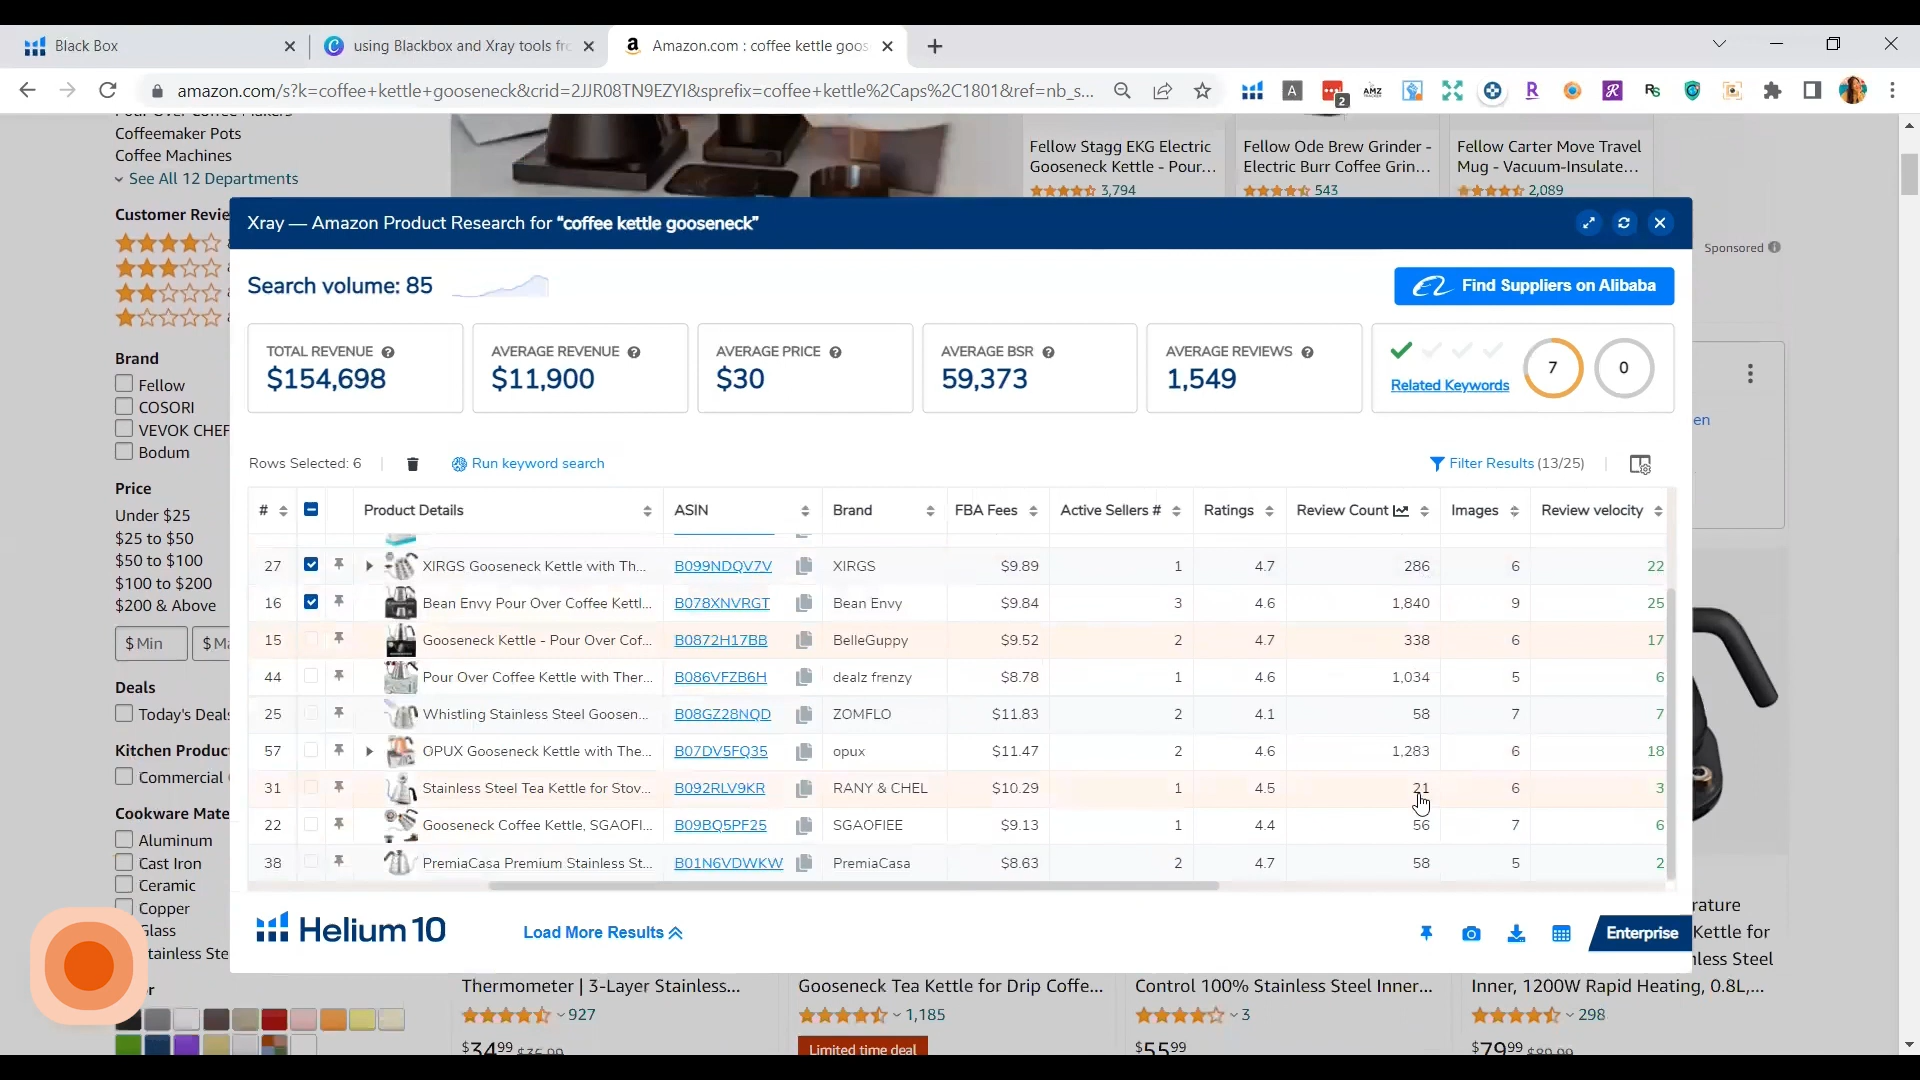 Black Box
using Blackbox and Xray tools fr
Amazon.com : coffee kettle goos
amazon.com/s?k=coffee+kettle+gooseneck&crid=2JJR08TN9EZYI&sprefix=coffee+kettle%2Caps%2C1801&ref=nb_s...
Coffeemaker Pots
Coffee Machines
See All 12 Departments
Customer Revie
Brand
Fellow
COSORI
VEVOK CHEF
Bodum
Price
Under $25
$25 to $50
$50 to $100
$100 to $200
$200 & Above
$ Min
$ Ma
Deals
Today's Deals
Kitchen Produc
Commercial
Cookware Mate
Aluminum
Cast Iron
Ceramic
Copper
Glass
tainless Ste
Fellow Stagg EKG Electric
Gooseneck Kettle - Pour...
3,794
Fellow Ode Brew Grinder -
Electric Burr Coffee Grin...
543
Fellow Carter Move Travel
Mug - Vacuum-Insulate...
2,089
Sponsored
en
Xray — Amazon Product Research for "coffee kettle gooseneck"
Search volume: 85
Find Suppliers on Alibaba
TOTAL REVENUE
$154,698
AVERAGE REVENUE
$11,900
AVERAGE PRICE
$30
AVERAGE BSR
59,373
AVERAGE REVIEWS
1,549
Related Keywords
7
0
Rows Selected: 6
Run keyword search
Filter Results (13/25)
# Product Details ASIN Brand FBA Fees Active Sellers # Ratings Review Count Images Review velocity
27 XIRGS Gooseneck Kettle with Th... B099NDQV7V XIRGS $9.89 1 4.7 286 6 22
16 Bean Envy Pour Over Coffee Kettl... B078XNVRGT Bean Envy $9.84 3 4.6 1,840 9 25
15 Gooseneck Kettle - Pour Over Cof... B0872H17BB BelleGuppy $9.52 2 4.7 338 6 17
44 Pour Over Coffee Kettle with Ther... B086VFZB6H dealz frenzy $8.78 1 4.6 1,034 5 6
25 Whistling Stainless Steel Goosen... B08GZ28NQD ZOMFLO $11.83 2 4.1 58 7 7
57 OPUX Gooseneck Kettle with The... B07DV5FQ35 opux $11.47 2 4.6 1,283 6 18
31 Stainless Steel Tea Kettle for Stov... B092RLV9KR RANY & CHEL $10.29 1 4.5 21 6 3
22 Gooseneck Coffee Kettle, SGAOFI... B09BQ5PF25 SGAOFIEE $9.13 1 4.4 56 7 6
38 PremiaCasa Premium Stainless St... B01N6VDWKW PremiaCasa $8.63 2 4.7 58 5 2
Helium 10
Load More Results
Enterprise
rature
Kettle for
nless Steel
Thermometer | 3-Layer Stainless...
927
$34.99 $36.99
Gooseneck Tea Kettle for Drip Coffe...
1,185
Limited time deal
Control 100% Stainless Steel Inner...
3
$55.99
Inner, 1200W Rapid Heating, 0.8L,...
298
$79.99 $89.99